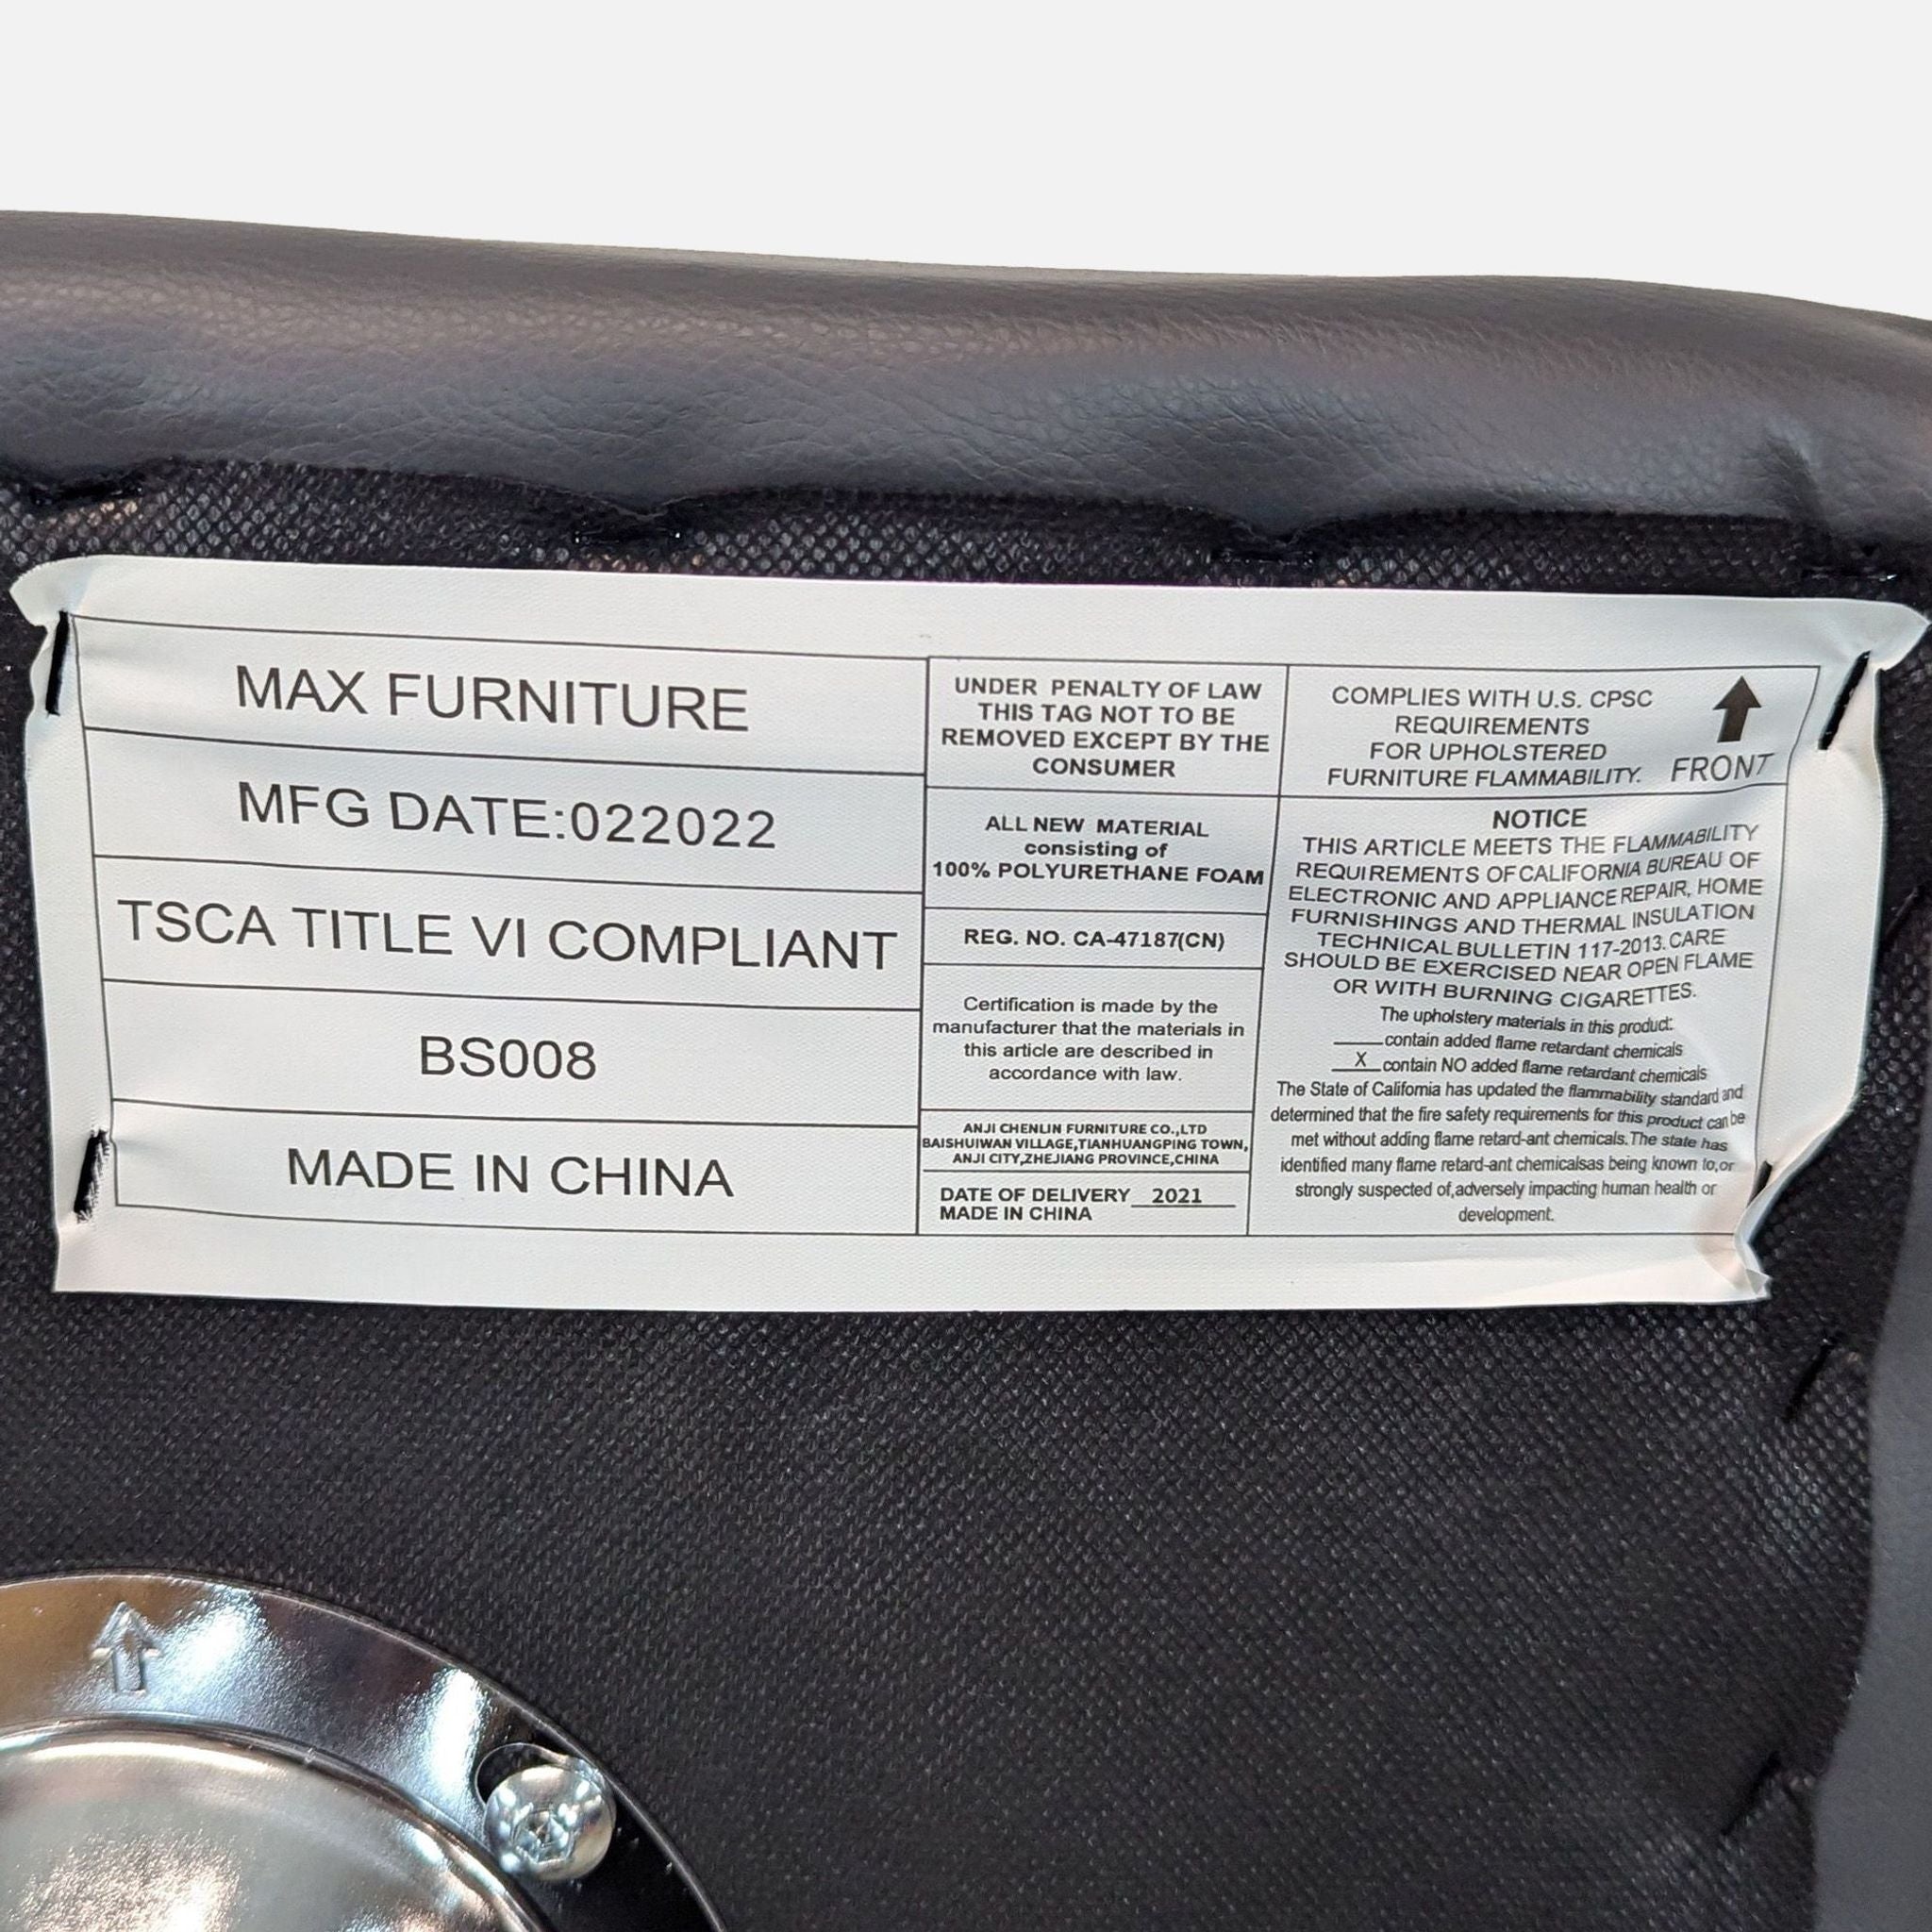 MAX FURNITURE
MFG DATE:022022
TSCA TITLE VI COMPLIANT
BS008
MADE IN CHINA
UNDER PENALTY OF LAW
THIS TAG NOT TO BE
REMOVED EXCEPT BY THE
CONSUMER
ALL NEW MATERIAL
consisting of
100% POLYURETHANE FOAM
REG. NO. CA-47187(CN)
Certification is made by the
manufacturer that the materials in
this article are described in
accordance with law.
ANJI CHENLIN FURNITURE CO.,LTD
BAISHUIWAN VILLAGE,TIANHUANGPING TOWN,
ANJI CITY,ZHEJIANG PROVINCE,CHINA
DATE OF DELIVERY 2021
MADE IN CHINA
COMPLIES WITH U.S. CPSC
REQUIREMENTS
FOR UPHOLSTERED
FURNITURE FLAMMABILITY.
FRONT
NOTICE
THIS ARTICLE MEETS THE FLAMMABILITY
REQUIREMENTS OF CALIFORNIA BUREAU OF
ELECTRONIC AND APPLIANCE REPAIR, HOME
FURNISHINGS AND THERMAL INSULATION
TECHNICAL BULLETIN 117-2013. CARE
SHOULD BE EXERCISED NEAR OPEN FLAME
OR WITH BURNING CIGARETTES.
The upholstery materials in this product:
____contain added flame retardant chemicals
__X__contain NO added flame retardant chemicals
The State of California has updated the flammability standard and
determined that the fire safety requirements for this product can be
met without adding flame retard-ant chemicals. The state has
identified many flame retard-ant chemicalsas being known to,or
strongly suspected of,adversely impacting human health or
development.